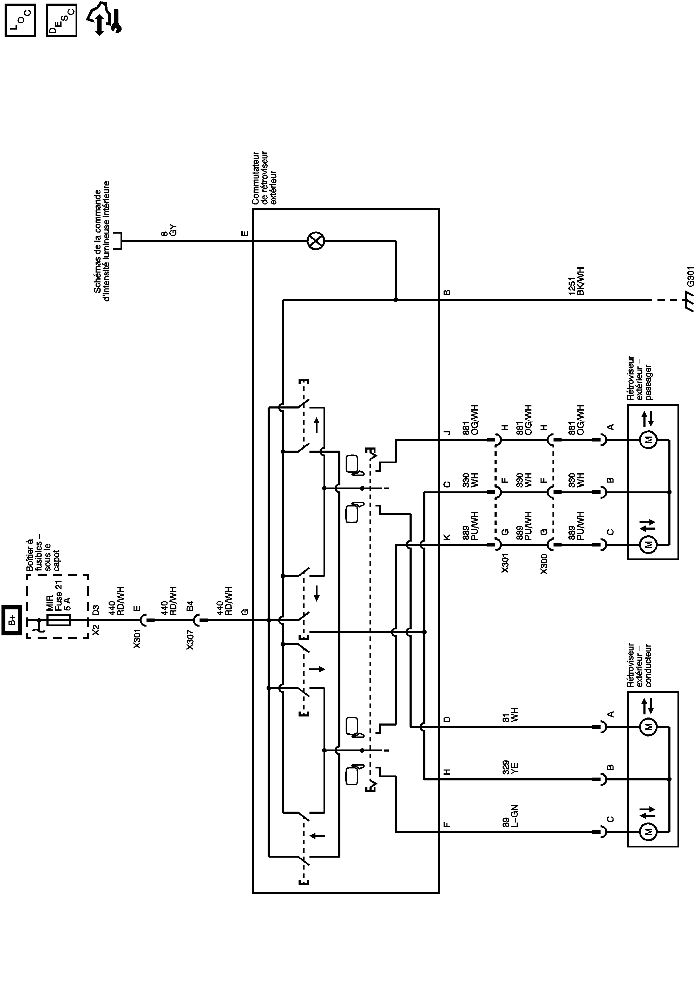 LOC
DESC
Schémas de la commande
d'intensité lumineuse intérieure
8
GY
E
Commutateur
de rétroviseur
extérieur
B
1251
BK/WH
G301
B+
Boîtier à
fusibles –
sous le
capot
MIR
Fuse 21
5 A
X2
D3
440
RD/WH
X301
E
440
RD/WH
X307
B4
440
RD/WH
G
J
881
OG/WH
H
881
OG/WH
H
881
OG/WH
A
C
330
WH
F
330
WH
F
330
WH
B
K
889
PU/WH
G
X301
889
PU/WH
G
X300
889
PU/WH
C
Rétroviseur
extérieur –
passager
M
M
D
81
WH
A
H
329
YE
B
F
89
L–GN
C
Rétroviseur
extérieur –
conducteur
M
M